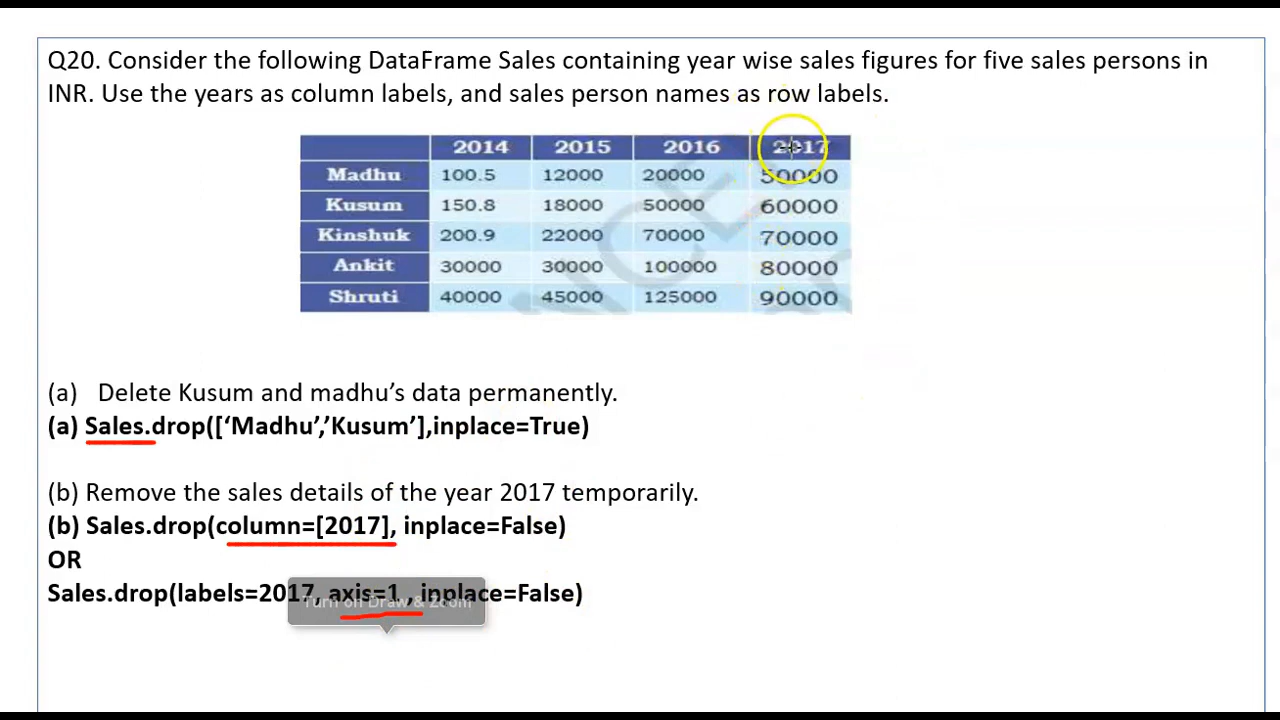 Q20. Consider the following DataFrame Sales containing year wise sales figures for five sales persons in
INR. Use the years as column labels, and sales person names as row labels.
2014 2015 2016 2017
Madhu 100.5 12000 20000 50000
Kusum 150.8 18000 50000 60000
Kinshuk 200.9 22000 70000 70000
Ankit 30000 30000 100000 80000
Shruti 40000 45000 125000 90000
(a) Delete Kusum and madhu’s data permanently.
(a) Sales.drop([‘Madhu’,’Kusum’],inplace=True)
(b) Remove the sales details of the year 2017 temporarily.
(b) Sales.drop(column=[2017], inplace=False)
OR
Sales.drop(labels=2017, axis=1 , inplace=False)
Turn on Draw & Zoom